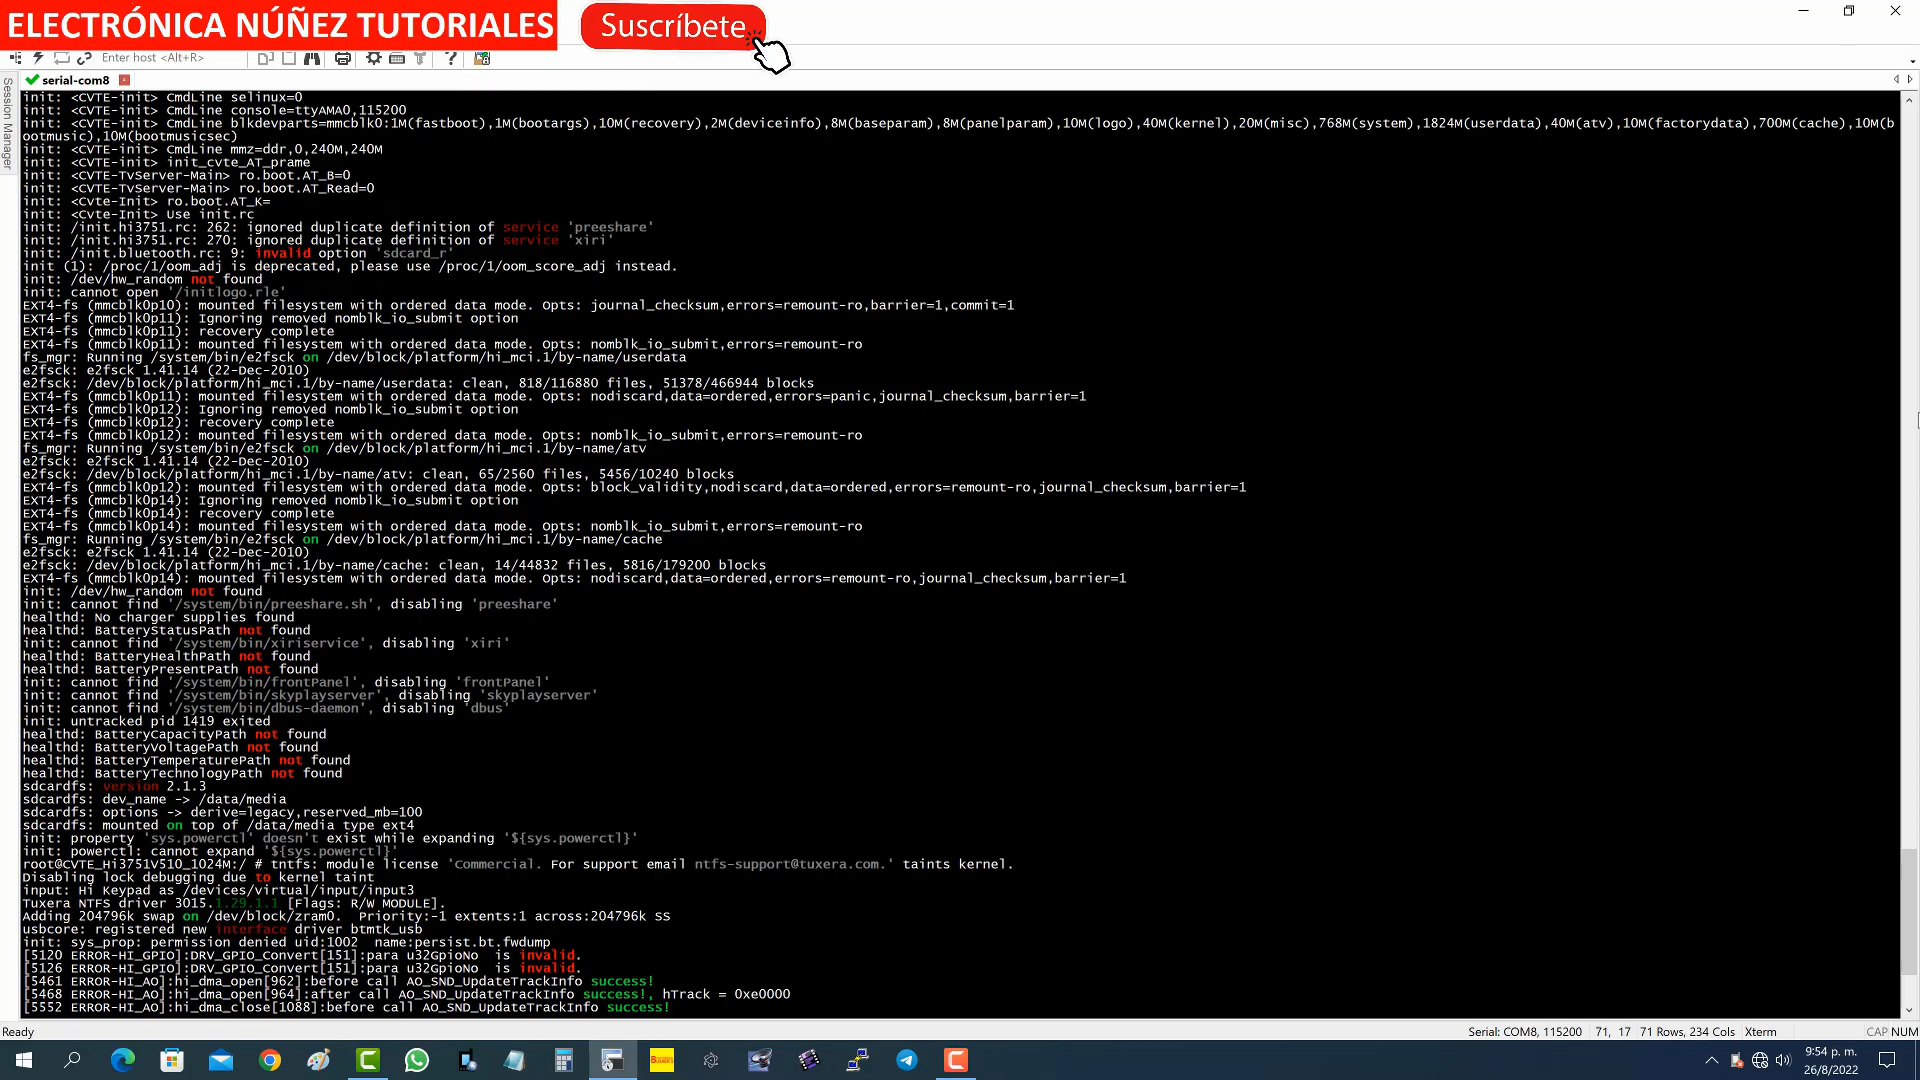 ELECTRÓNICA NÚÑEZ TUTORIALES
Suscríbete
Enter host <Alt+R>
Session Manager
serial-com8
init: <CVTE-init> CmdLine selinux=0
init: <CVTE-init> CmdLine console=ttyAMA0,115200
init: <CVTE-init> CmdLine blkdevparts=mmcblk0:1M(fastboot),1M(bootargs),10M(recovery),2M(deviceinfo),8M(baseparam),8M(panelparam),10M(logo),40M(kernel),20M(misc),768M(system),1824M(userdata),40M(atv),10M(factorydata),700M(cache),10M(b
ootmusic),10M(bootmusicsec)
init: <CVTE-init> CmdLine mmz=ddr,0,240M,240M
init: <CVTE-init> init_cvte_AT_prame
init: <CVTE-TvServer-Main> ro.boot.AT_B=0
init: <CVTE-TvServer-Main> ro.boot.AT_Read=0
init: <Cvte-Init> ro.boot.AT_K=
init: <Cvte-Init> Use init.rc
init: /init.hi3751.rc: 262: ignored duplicate definition of service 'preeshare'
init: /init.hi3751.rc: 270: ignored duplicate definition of service 'xiri'
init: /init.bluetooth.rc: 9: invalid option 'sdcard_r'
init (1): /proc/1/oom_adj is deprecated, please use /proc/1/oom_score_adj instead.
init: /dev/hw_random not found
init: cannot open '/initlogo.rle'
EXT4-fs (mmcblk0p10): mounted filesystem with ordered data mode. Opts: journal_checksum,errors=remount-ro,barrier=1,commit=1
EXT4-fs (mmcblk0p11): Ignoring removed nomblk_io_submit option
EXT4-fs (mmcblk0p11): recovery complete
EXT4-fs (mmcblk0p11): mounted filesystem with ordered data mode. Opts: nomblk_io_submit,errors=remount-ro
fs_mgr: Running /system/bin/e2fsck on /dev/block/platform/hi_mci.1/by-name/userdata
e2fsck: e2fsck 1.41.14 (22-Dec-2010)
e2fsck: /dev/block/platform/hi_mci.1/by-name/userdata: clean, 818/116880 files, 51378/466944 blocks
EXT4-fs (mmcblk0p11): mounted filesystem with ordered data mode. Opts: nodiscard,data=ordered,errors=panic,journal_checksum,barrier=1
EXT4-fs (mmcblk0p12): Ignoring removed nomblk_io_submit option
EXT4-fs (mmcblk0p12): recovery complete
EXT4-fs (mmcblk0p12): mounted filesystem with ordered data mode. Opts: nomblk_io_submit,errors=remount-ro
fs_mgr: Running /system/bin/e2fsck on /dev/block/platform/hi_mci.1/by-name/atv
e2fsck: e2fsck 1.41.14 (22-Dec-2010)
e2fsck: /dev/block/platform/hi_mci.1/by-name/atv: clean, 65/2560 files, 5456/10240 blocks
EXT4-fs (mmcblk0p12): mounted filesystem with ordered data mode. Opts: block_validity,nodiscard,data=ordered,errors=remount-ro,journal_checksum,barrier=1
EXT4-fs (mmcblk0p14): Ignoring removed nomblk_io_submit option
EXT4-fs (mmcblk0p14): recovery complete
EXT4-fs (mmcblk0p14): mounted filesystem with ordered data mode. Opts: nomblk_io_submit,errors=remount-ro
fs_mgr: Running /system/bin/e2fsck on /dev/block/platform/hi_mci.1/by-name/cache
e2fsck: e2fsck 1.41.14 (22-Dec-2010)
e2fsck: /dev/block/platform/hi_mci.1/by-name/cache: clean, 14/44832 files, 5816/179200 blocks
EXT4-fs (mmcblk0p14): mounted filesystem with ordered data mode. Opts: nodiscard,data=ordered,errors=remount-ro,journal_checksum,barrier=1
init: /dev/hw_random not found
init: cannot find '/system/bin/preeshare.sh', disabling 'preeshare'
healthd: No charger supplies found
healthd: BatteryStatusPath not found
init: cannot find '/system/bin/xiriservice', disabling 'xiri'
healthd: BatteryHealthPath not found
healthd: BatteryPresentPath not found
init: cannot find '/system/bin/frontPanel', disabling 'frontPanel'
init: cannot find '/system/bin/skyplayserver', disabling 'skyplayserver'
init: cannot find '/system/bin/dbus-daemon', disabling 'dbus'
init: untracked pid 1419 exited
healthd: BatteryCapacityPath not found
healthd: BatteryVoltagePath not found
healthd: BatteryTemperaturePath not found
healthd: BatteryTechnologyPath not found
sdcardfs: version 2.1.3
sdcardfs: dev_name -> /data/media
sdcardfs: options -> derive=legacy,reserved_mb=100
sdcardfs: mounted on top of /data/media type ext4
init: property 'sys.powerctl' doesn't exist while expanding '${sys.powerctl}'
init: powerctl: cannot expand '${sys.powerctl}'
root@CVTE_Hi3751V510_1024M:/ # tntfs: module license 'Commercial. For support email ntfs-support@tuxera.com.' taints kernel.
Disabling lock debugging due to kernel taint
input: Hi Keypad as /devices/virtual/input/input3
Tuxera NTFS driver 3015.1.29.1.1 [Flags: R/W MODULE].
Adding 204796k swap on /dev/block/zram0.  Priority:-1 extents:1 across:204796k SS
usbcore: registered new interface driver btmtk_usb
init: sys_prop: permission denied uid:1002  name:persist.bt.fwdump
[5120 ERROR-HI_GPIO]:DRV_GPIO_Convert[151]:para u32GpioNo  is invalid.
[5126 ERROR-HI_GPIO]:DRV_GPIO_Convert[151]:para u32GpioNo  is invalid.
[5461 ERROR-HI_AO]:hi_dma_open[962]:before call AO_SND_UpdateTrackInfo success!
[5468 ERROR-HI_AO]:hi_dma_open[964]:after call AO_SND_UpdateTrackInfo success!, hTrack = 0xe0000
[5552 ERROR-HI_AO]:hi_dma_close[1088]:before call AO_SND_UpdateTrackInfo success!
Ready
Serial: COM8, 115200
71, 17
71 Rows, 234 Cols
Xterm
CAP NUM
9:54 p. m.
26/8/2022